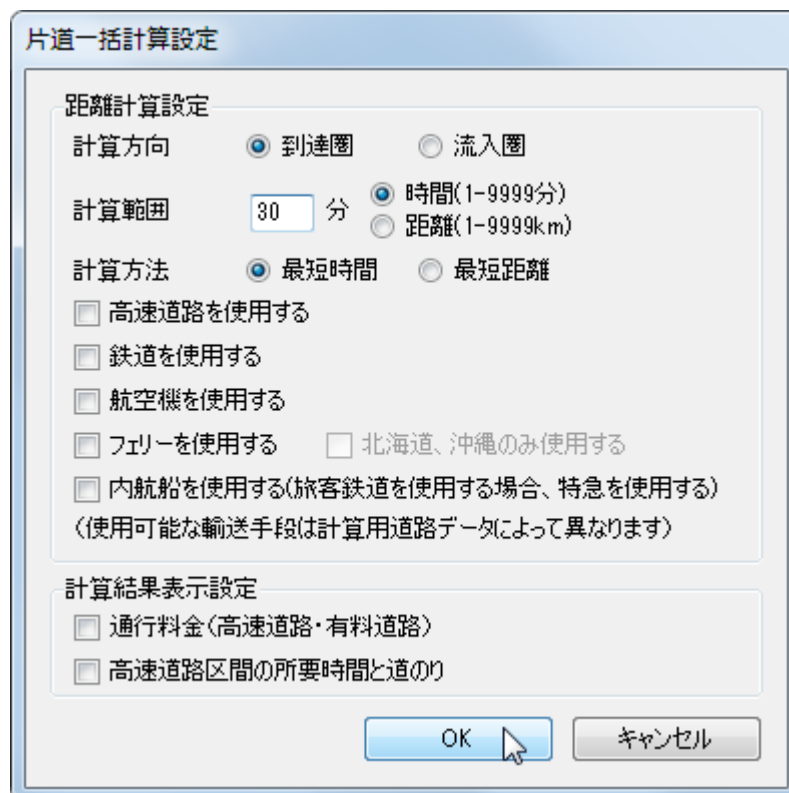 片道一括計算設定
距離計算設定
計算方向 到達圏 流入圏
計算範囲 30 分 時間(1-9999分)
距離(1-9999km)
計算方法 最短時間 最短距離
高速道路を使用する
鉄道を使用する
航空機を使用する
フェリーを使用する 北海道、沖縄のみ使用する
内航船を使用する(旅客鉄道を使用する場合、特急を使用する)
(使用可能な輸送手段は計算用道路データによって異なります)
計算結果表示設定
通行料金(高速道路・有料道路)
高速道路区間の所要時間と道のり
OK キャンセル